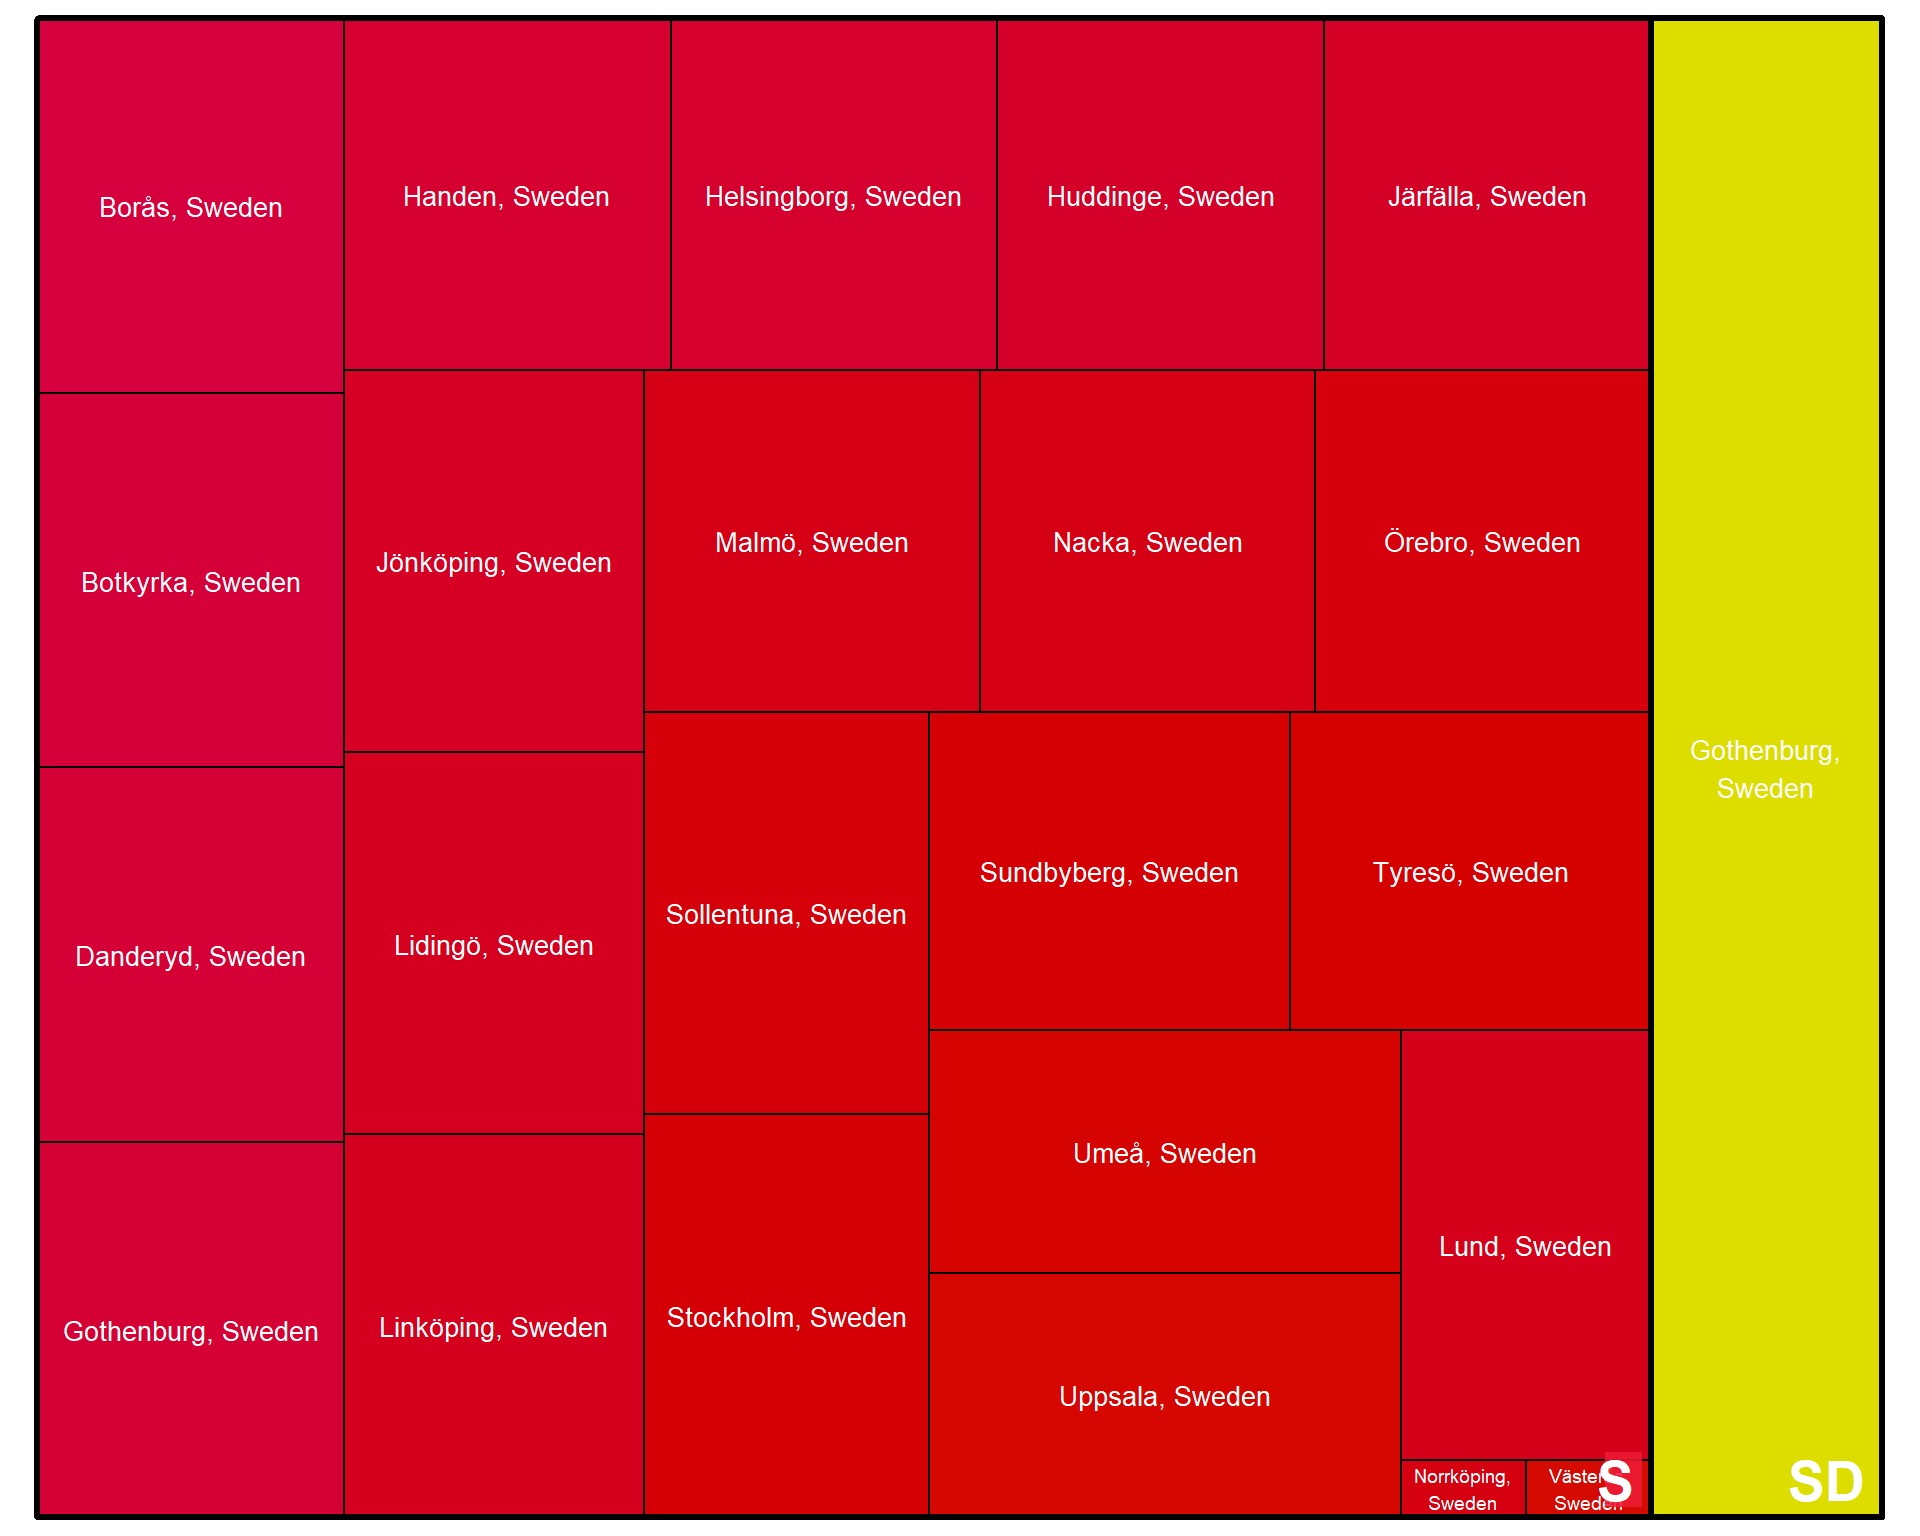 Borås, Sweden
Handen, Sweden
Helsingborg, Sweden
Huddinge, Sweden
Järfälla, Sweden
Botkyrka, Sweden
Jönköping, Sweden
Malmö, Sweden
Nacka, Sweden
Örebro, Sweden
Gothenburg,
Sweden
Danderyd, Sweden
Lidingö, Sweden
Sollentuna, Sweden
Sundbyberg, Sweden
Tyresö, Sweden
Umeå, Sweden
Lund, Sweden
Gothenburg, Sweden
Linköping, Sweden
Stockholm, Sweden
Uppsala, Sweden
Norrköping,
Sweden
Sweden
S
SD